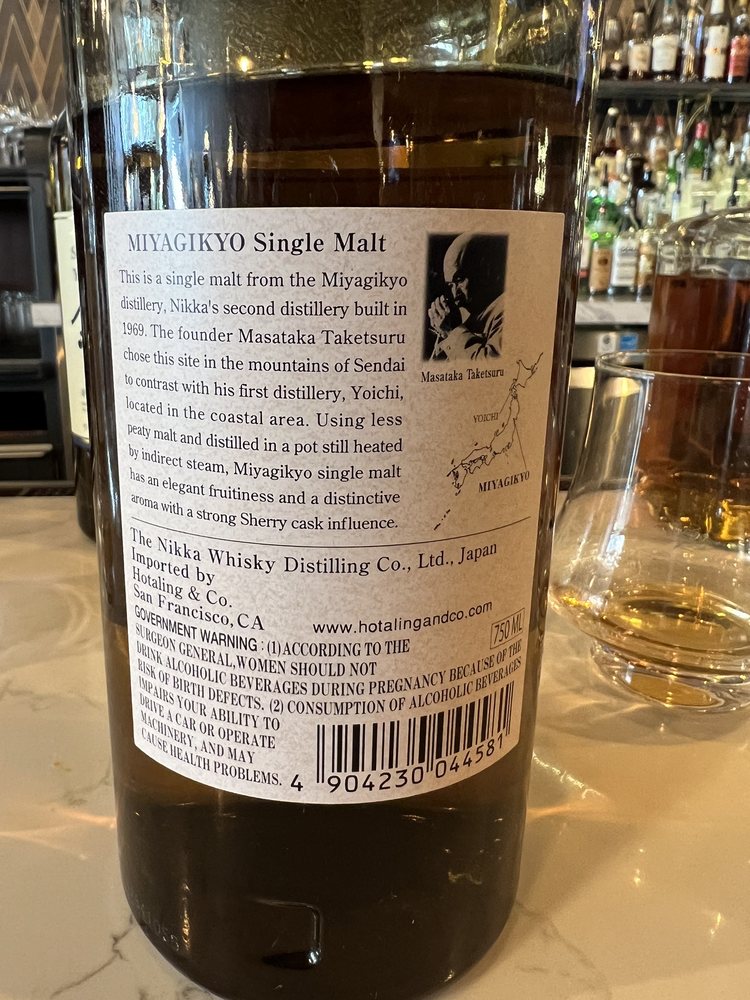 MIYAGIKYO Single Malt
This is a single malt from the Miyagikyo
distillery, Nikka's second distillery built in
1969. The founder Masataka Taketsuru
chose this site in the mountains of Sendai
to contrast with his first distillery, Yoichi,
located in the coastal area. Using less
peaty malt and distilled in a pot still heated
by indirect steam, Miyagikyo single malt
has an elegant fruitiness and a distinctive
aroma with a strong Sherry cask influence.
Masataka Taketsuru
YOICHI
MIYAGIKYO
The Nikka Whisky Distilling Co., Ltd., Japan
Imported by
Hotaling & Co.
San Francisco, CA
www.hotalingandco.com
750 ML
GOVERNMENT WARNING : (1)ACCORDING TO THE
SURGEON GENERAL,WOMEN SHOULD NOT
DRINK ALCOHOLIC BEVERAGES DURING PREGNANCY BECAUSE OF THE
RISK OF BIRTH DEFECTS. (2) CONSUMPTION OF ALCOHOLIC BEVERAGES
IMPAIRS YOUR ABILITY TO
DRIVE A CAR OR OPERATE
MACHINERY, AND MAY
CAUSE HEALTH PROBLEMS.
4 904230 044581